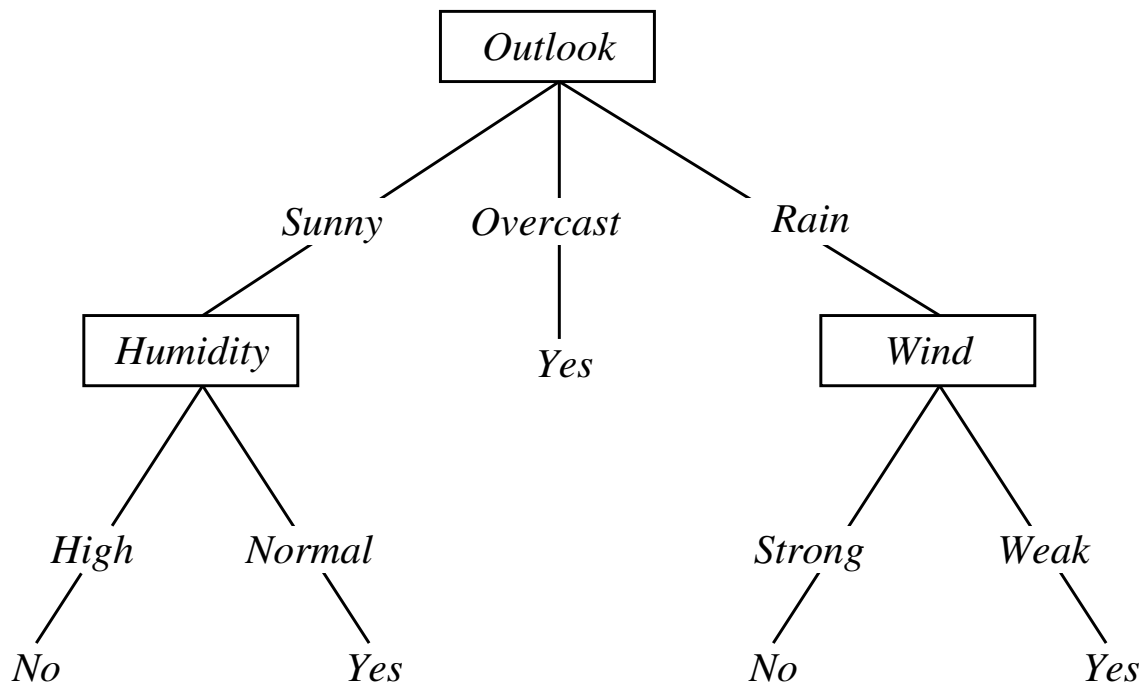 Outlook
Sunny Overcast Rain
Humidity Yes Wind
High Normal Strong Weak
No Yes No Yes